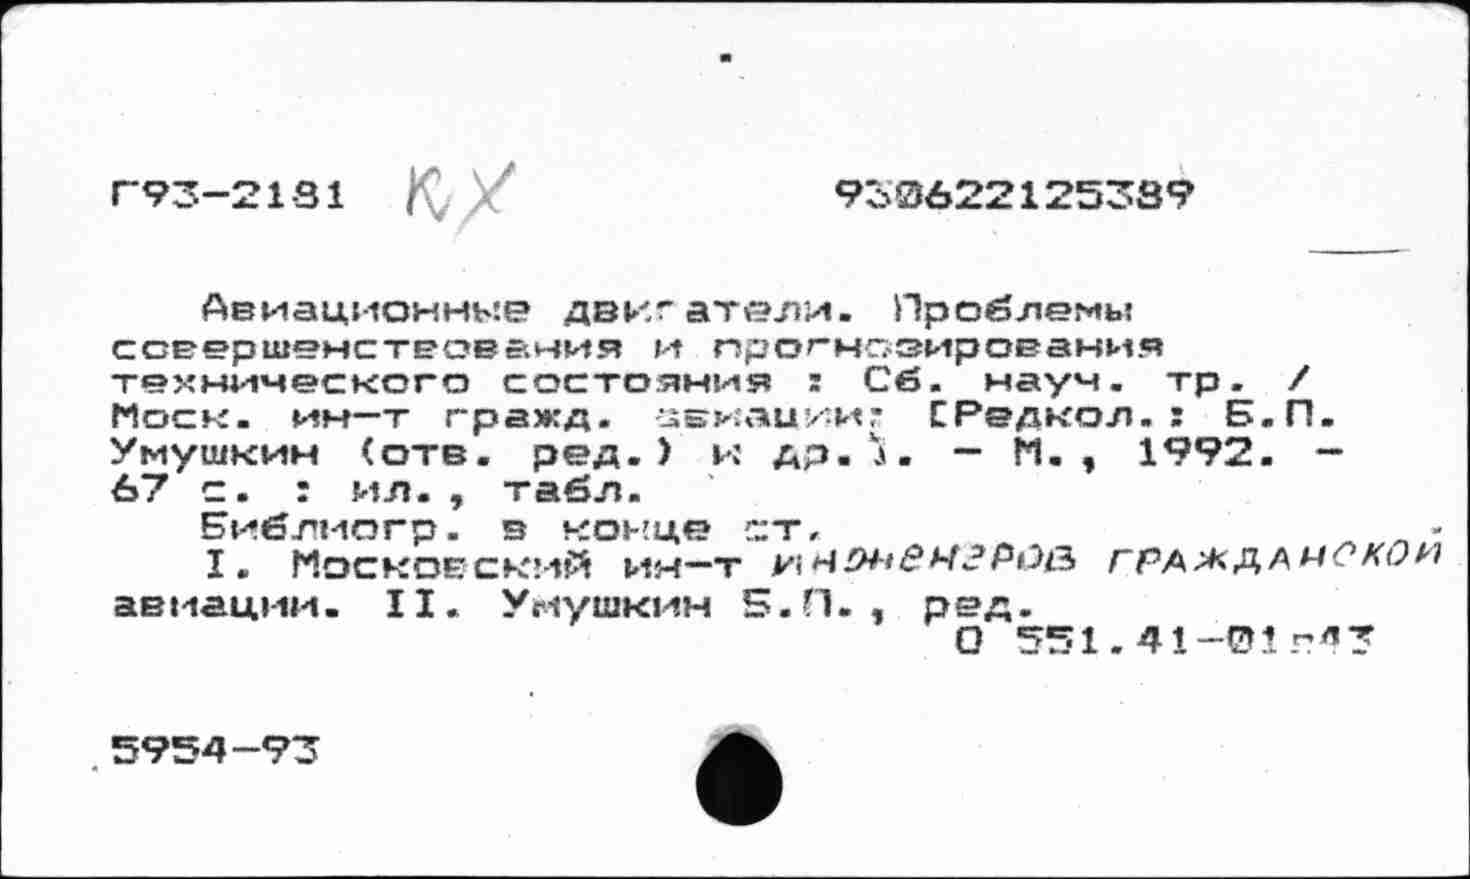 Г93-2181 КХ 930622125389
Авиационные двигатели. Проблемы
совершенствования и прогнозирования
технического состояния : Сб. науч. тр. /
Моск. ин-т гражд. авиации; [Редкол.: Б.П.
Умушкин (отв. ред.) и др.]. - М., 1992. -
67 с. : ил., табл.
Библиогр. в конце ст.
I. Московский ин-т инженеров гражданской
авиации. II. Умушкин Б.П., ред.
О 551.41-01
5954-93